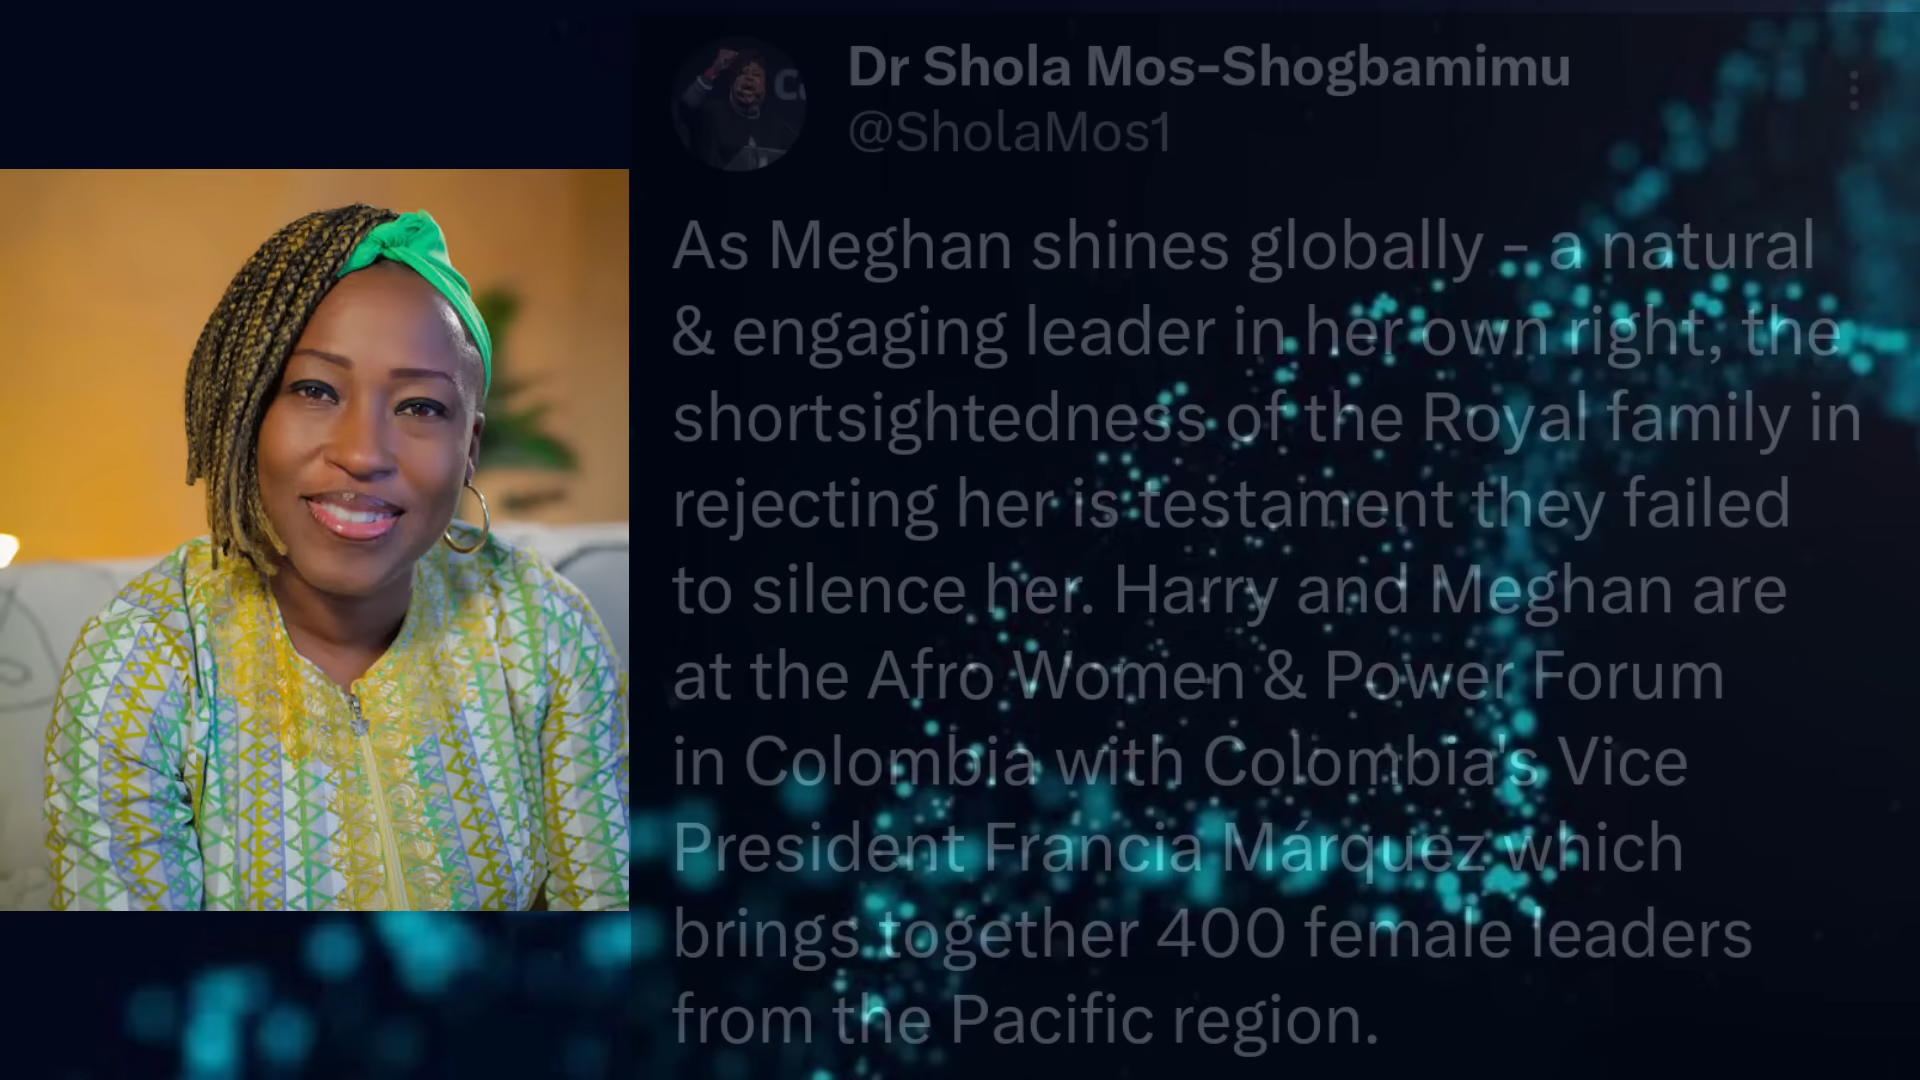 Dr Shola Mos-Shogbamimu
@SholaMos1
As Meghan shines globally - a natural
& engaging leader in her own right, the
shortsightedness of the Royal family in
rejecting her is testament they failed
to silence her. Harry and Meghan are
at the Afro Women & Power Forum
in Colombia with Colombia's Vice
President Francia Márquez which
brings together 400 female leaders
from the Pacific region.